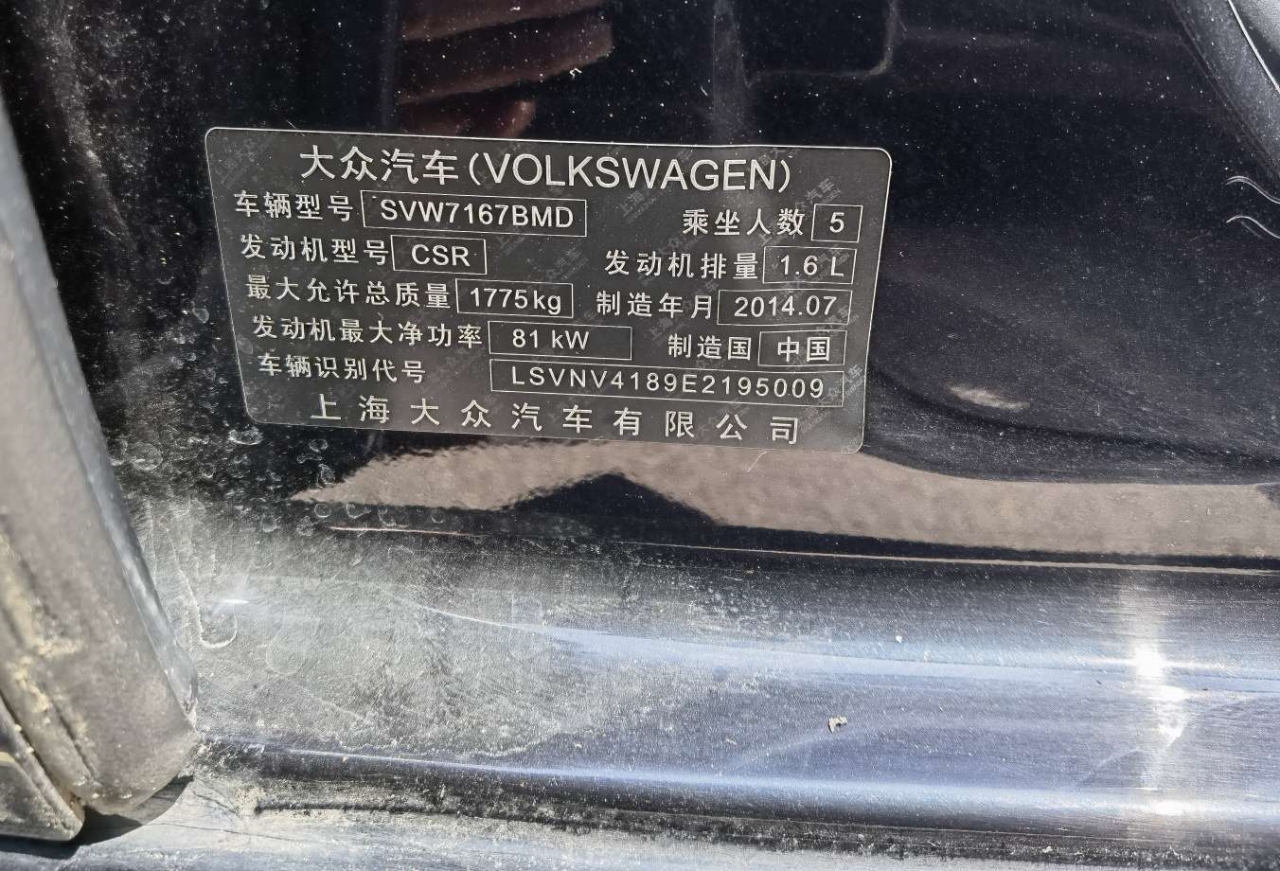 大众汽车(VOLKSWAGEN)
车辆型号 SVW7167BMD 乘坐人数 5
发动机型号 CSR 发动机排量 1.6 L
最大允许总质量 1775kg 制造年月 2014.07
发动机最大净功率 81 kW 制造国 中国
车辆识别代号 LSVNV4189E2195009
上海大众汽车有限公司